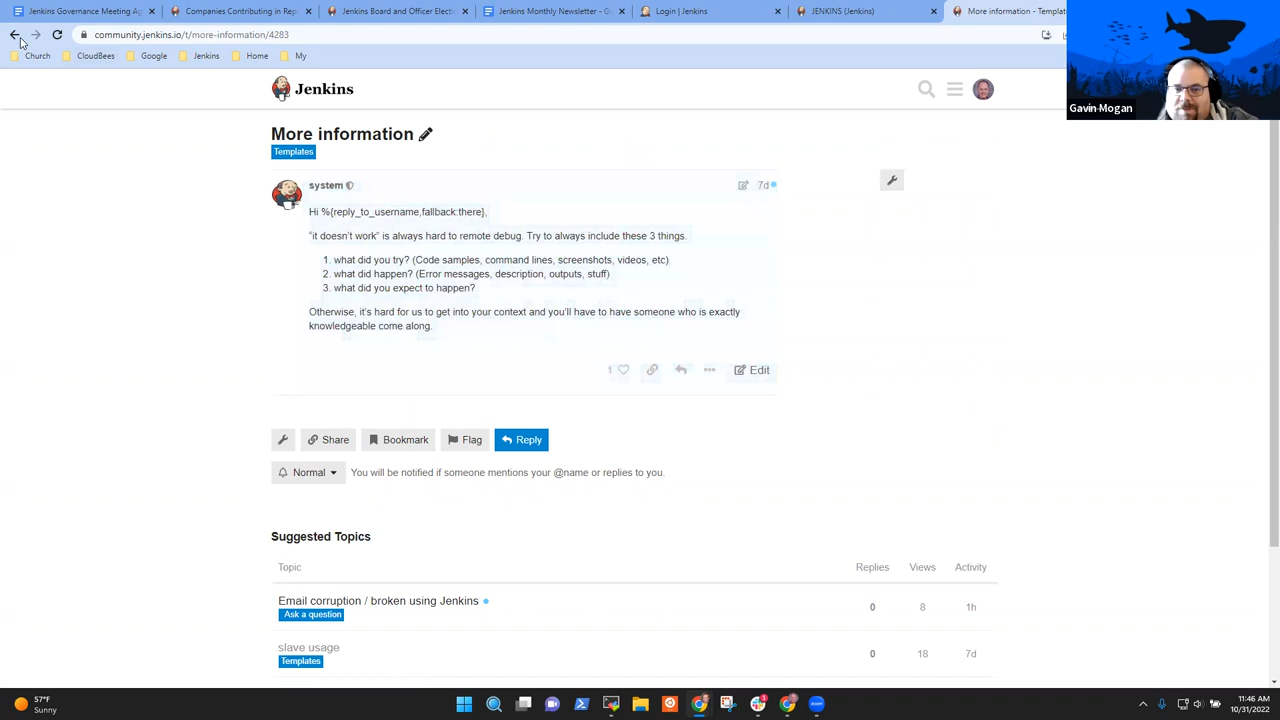 Jenkins Governance Meeting Ag
Companies Contributing in Rep
Jenkins Board and Officer Electic
Jenkins Monthly Newsletter - Go
Login | Jenkins
JENKINS (Jenkins)
More information - Templat
community.jenkins.io/t/more-information/4283
Church
CloudBees
Google
Jenkins
Home
My
Gavin Mogan
Jenkins
More information
Templates
system
7d
Hi %{reply_to_username,fallback:there},
“it doesn’t work” is always hard to remote debug. Try to always include these 3 things.
1. what did you try? (Code samples, command lines, screenshots, videos, etc)
2. what did happen? (Error messages, description, outputs, stuff)
3. what did you expect to happen?
Otherwise, it’s hard for us to get into your context and you’ll have to have someone who is exactly
knowledgeable come along.
1
Edit
Share
Bookmark
Flag
Reply
Normal
You will be notified if someone mentions your @name or replies to you.
Suggested Topics
Topic Replies Views Activity
Email corruption / broken using Jenkins 0 8 1h
Ask a question
slave usage 0 18 7d
Templates
57°F
Sunny
11:46 AM
10/31/2022